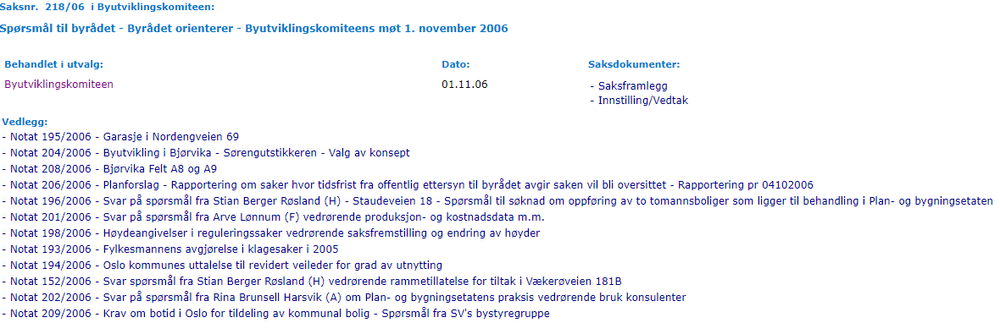 Saksnr. 218/06 i Byutviklingskomiteen:
Spørsmål til byrådet - Byrådet orienterer - Byutviklingskomiteens møt 1. november 2006
Behandlet i utvalg: Dato: Saksdokumenter:
Byutviklingskomiteen 01.11.06 - Saksframlegg
- Innstilling/Vedtak
Vedlegg:
- Notat 195/2006 - Garasje i Nordengveien 69
- Notat 204/2006 - Byutvikling i Bjørvika - Sørengutstikkeren - Valg av konsept
- Notat 208/2006 - Bjørvika Felt A8 og A9
- Notat 206/2006 - Planforslag - Rapportering om saker hvor tidsfrist fra offentlig ettersyn til byrådet avgir saken vil bli oversittet - Rapportering pr 04102006
- Notat 196/2006 - Svar på spørsmål fra Stian Berger Røsland (H) - Staudeveien 18 - Spørsmål til søknad om oppføring av to tomannsboliger som ligger til behandling i Plan- og bygningsetaten
- Notat 201/2006 - Svar på spørsmål fra Arve Lønnum (F) vedrørende produksjon- og kostnadsdata m.m.
- Notat 198/2006 - Høydeangivelser i reguleringssaker vedrørende saksfremstilling og endring av høyder
- Notat 193/2006 - Fylkesmannens avgjørelse i klagesaker i 2005
- Notat 194/2006 - Oslo kommunes uttalelse til revidert veileder for grad av utnytting
- Notat 152/2006 - Svar spørsmål fra Stian Berger Røsland (H) vedrørende rammetillatelse for tiltak i Vækerøveien 181B
- Notat 202/2006 - Svar på spørsmål fra Rina Brunsell Harsvik (A) om Plan- og bygningsetatens praksis vedrørende bruk konsulenter
- Notat 209/2006 - Krav om botid i Oslo for tildeling av kommunal bolig - Spørsmål fra SV's bystyregruppe